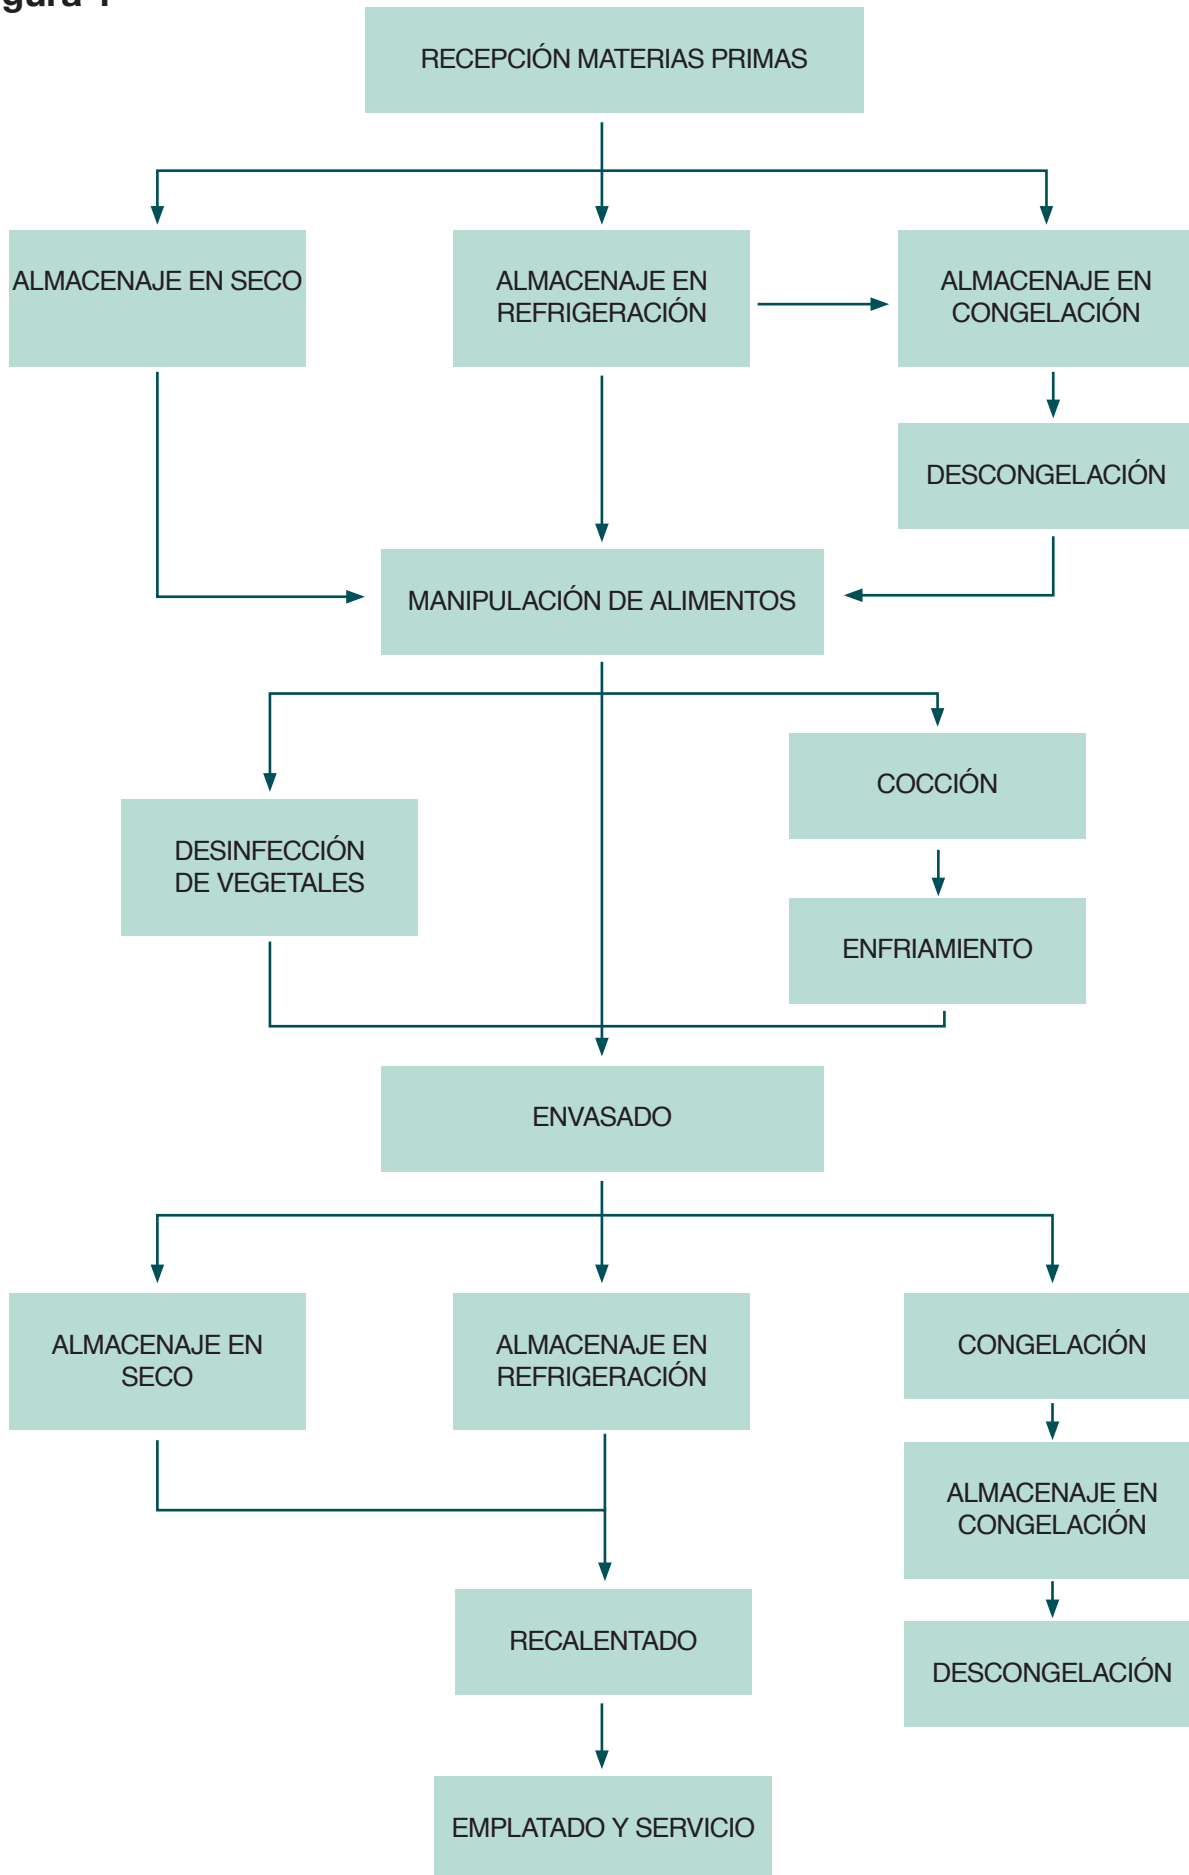 gura 1
RECEPCIÓN MATERIAS PRIMAS
ALMACENAJE EN SECO
ALMACENAJE EN
REFRIGERACIÓN
ALMACENAJE EN
CONGELACIÓN
DESCONGELACIÓN
MANIPULACIÓN DE ALIMENTOS
COCCIÓN
DESINFECCIÓN
DE VEGETALES
ENFRIAMIENTO
ENVASADO
ALMACENAJE EN
SECO
ALMACENAJE EN
REFRIGERACIÓN
CONGELACIÓN
ALMACENAJE EN
CONGELACIÓN
RECALENTADO
DESCONGELACIÓN
EMPLATADO Y SERVICIO